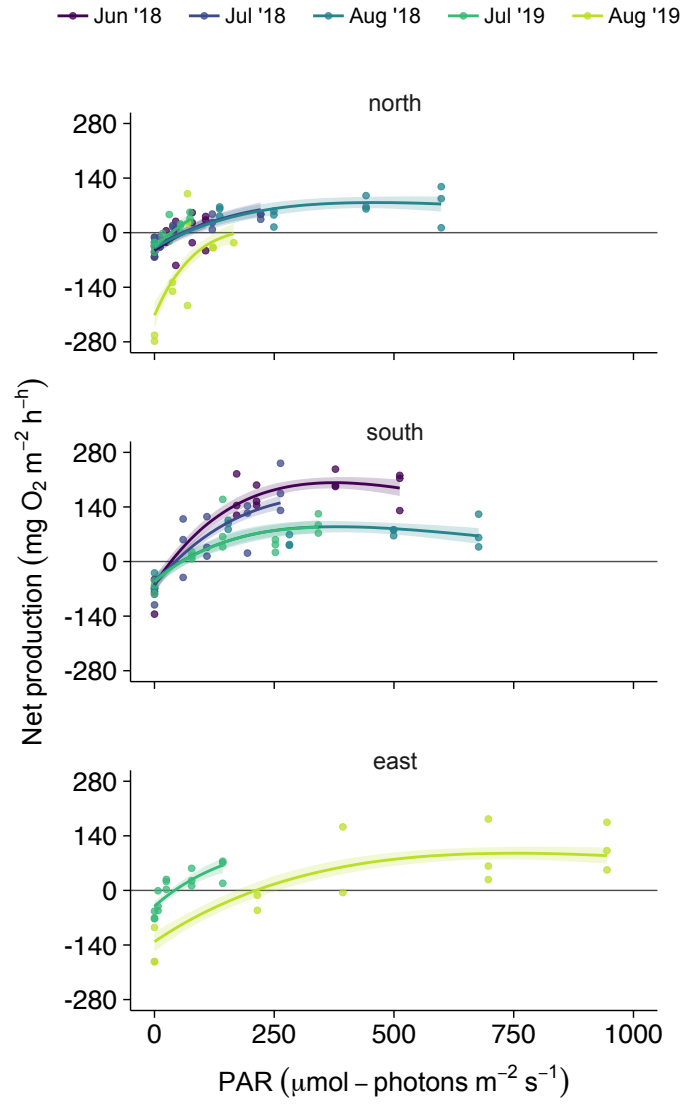 Jun '18 Jul '18 Aug '18 Jul '19 Aug '19
north
280
140
0
-140
-280
south
280
140
0
-140
-280
east
280
140
0
-140
-280
0 250 500 750 1000
Net production (mg O₂ m⁻² h⁻ʰ)
PAR (μmol – photons m⁻² s⁻¹)